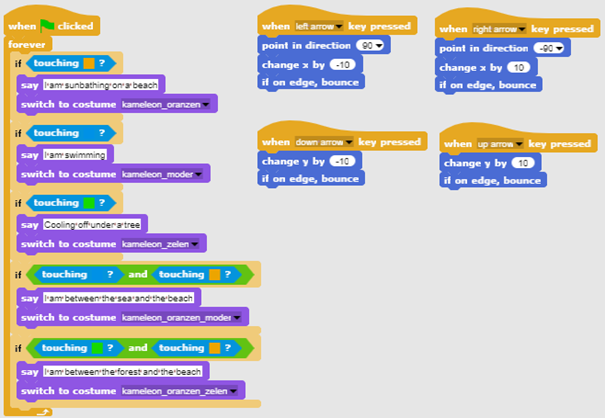 when clicked
forever
if touching ?
say I am sunbathing on a beach
switch to costume kameleon_oranzen
if touching ?
say I am swimming
switch to costume kameleon_moder
if touching ?
say Cooling off under a tree
switch to costume kameleon_zelen
if touching ? and touching ?
say I am between the sea and the beach
switch to costume kameleon_oranzen_moder
if touching ? and touching ?
say I am between the forest and the beach
switch to costume kameleon_oranzen_zelen
when left arrow key pressed
point in direction 90
change x by -10
if on edge, bounce
when right arrow key pressed
point in direction -90
change x by 10
if on edge, bounce
when down arrow key pressed
change y by -10
if on edge, bounce
when up arrow key pressed
change y by 10
if on edge, bounce